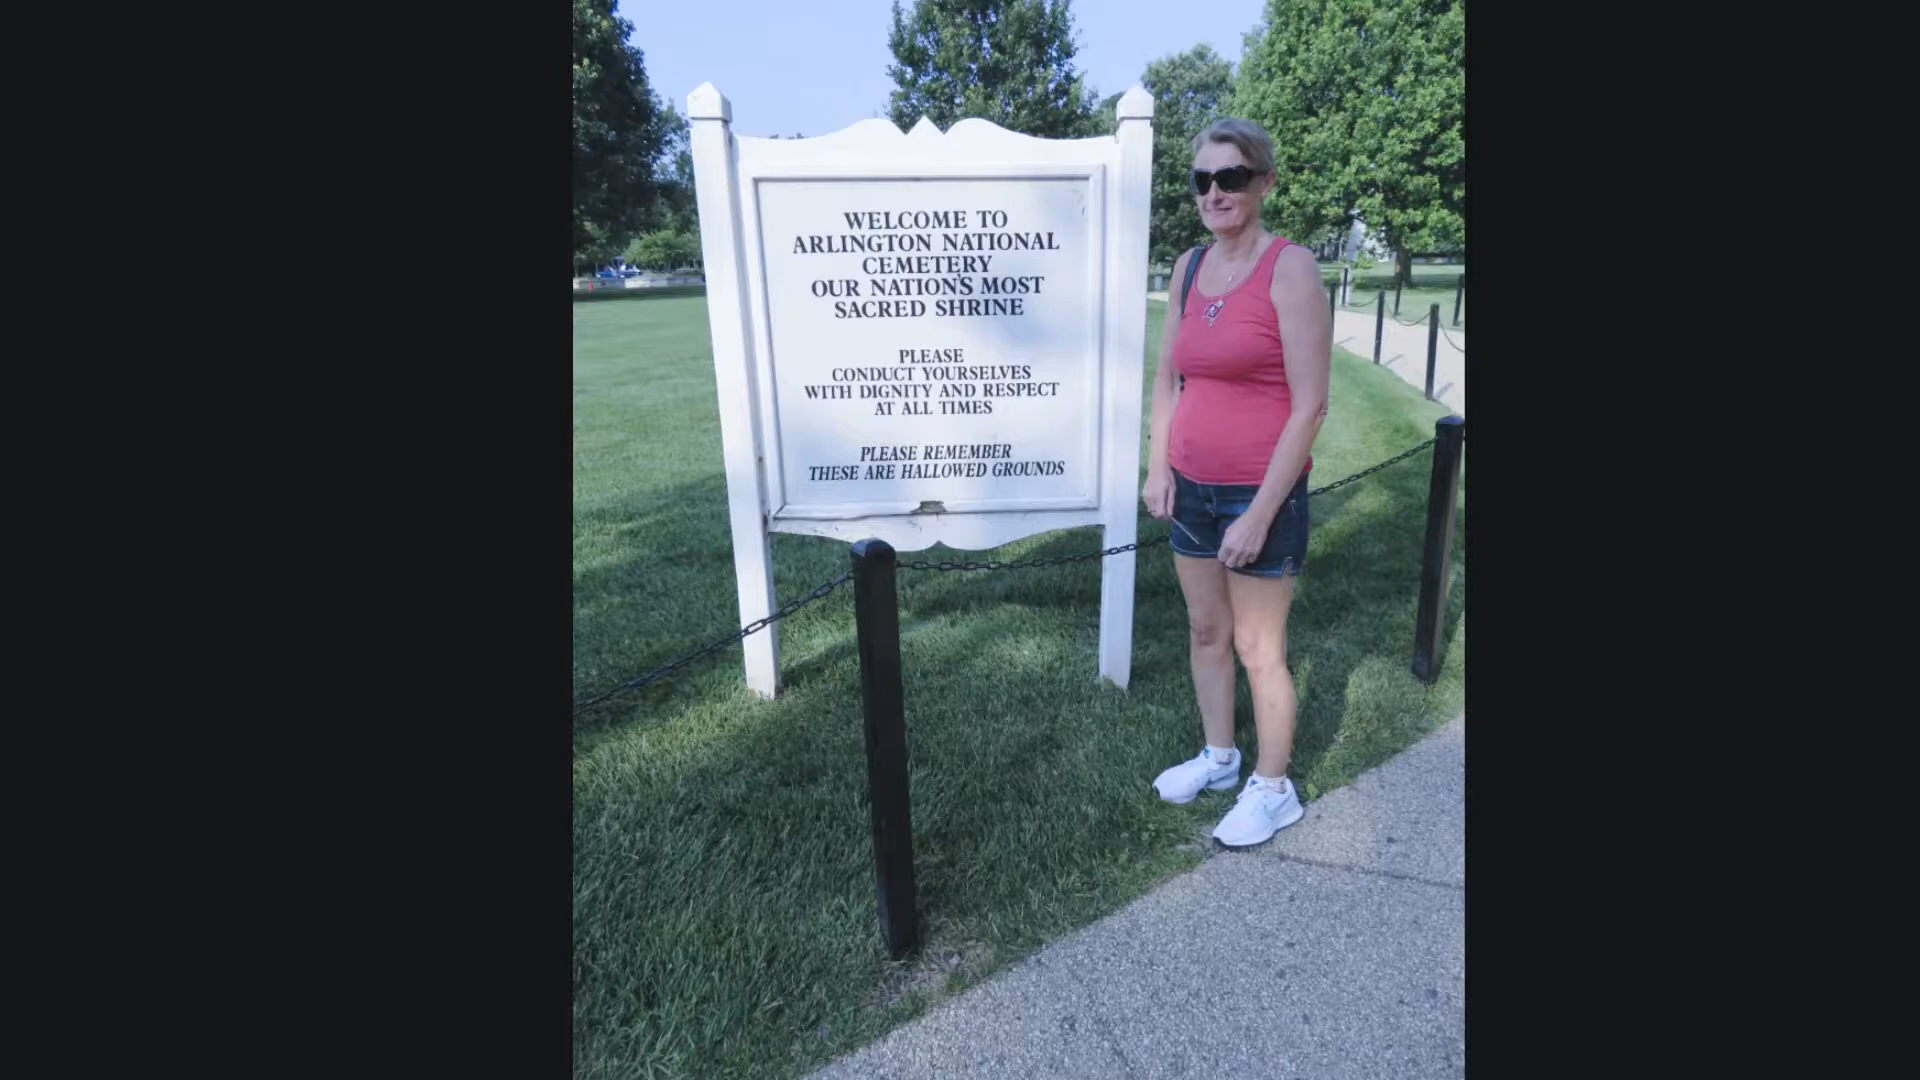 WELCOME TO
ARLINGTON NATIONAL
CEMETERY
OUR NATION'S MOST
SACRED SHRINE
PLEASE
CONDUCT YOURSELVES
WITH DIGNITY AND RESPECT
AT ALL TIMES
PLEASE REMEMBER
THESE ARE HALLOWED GROUNDS